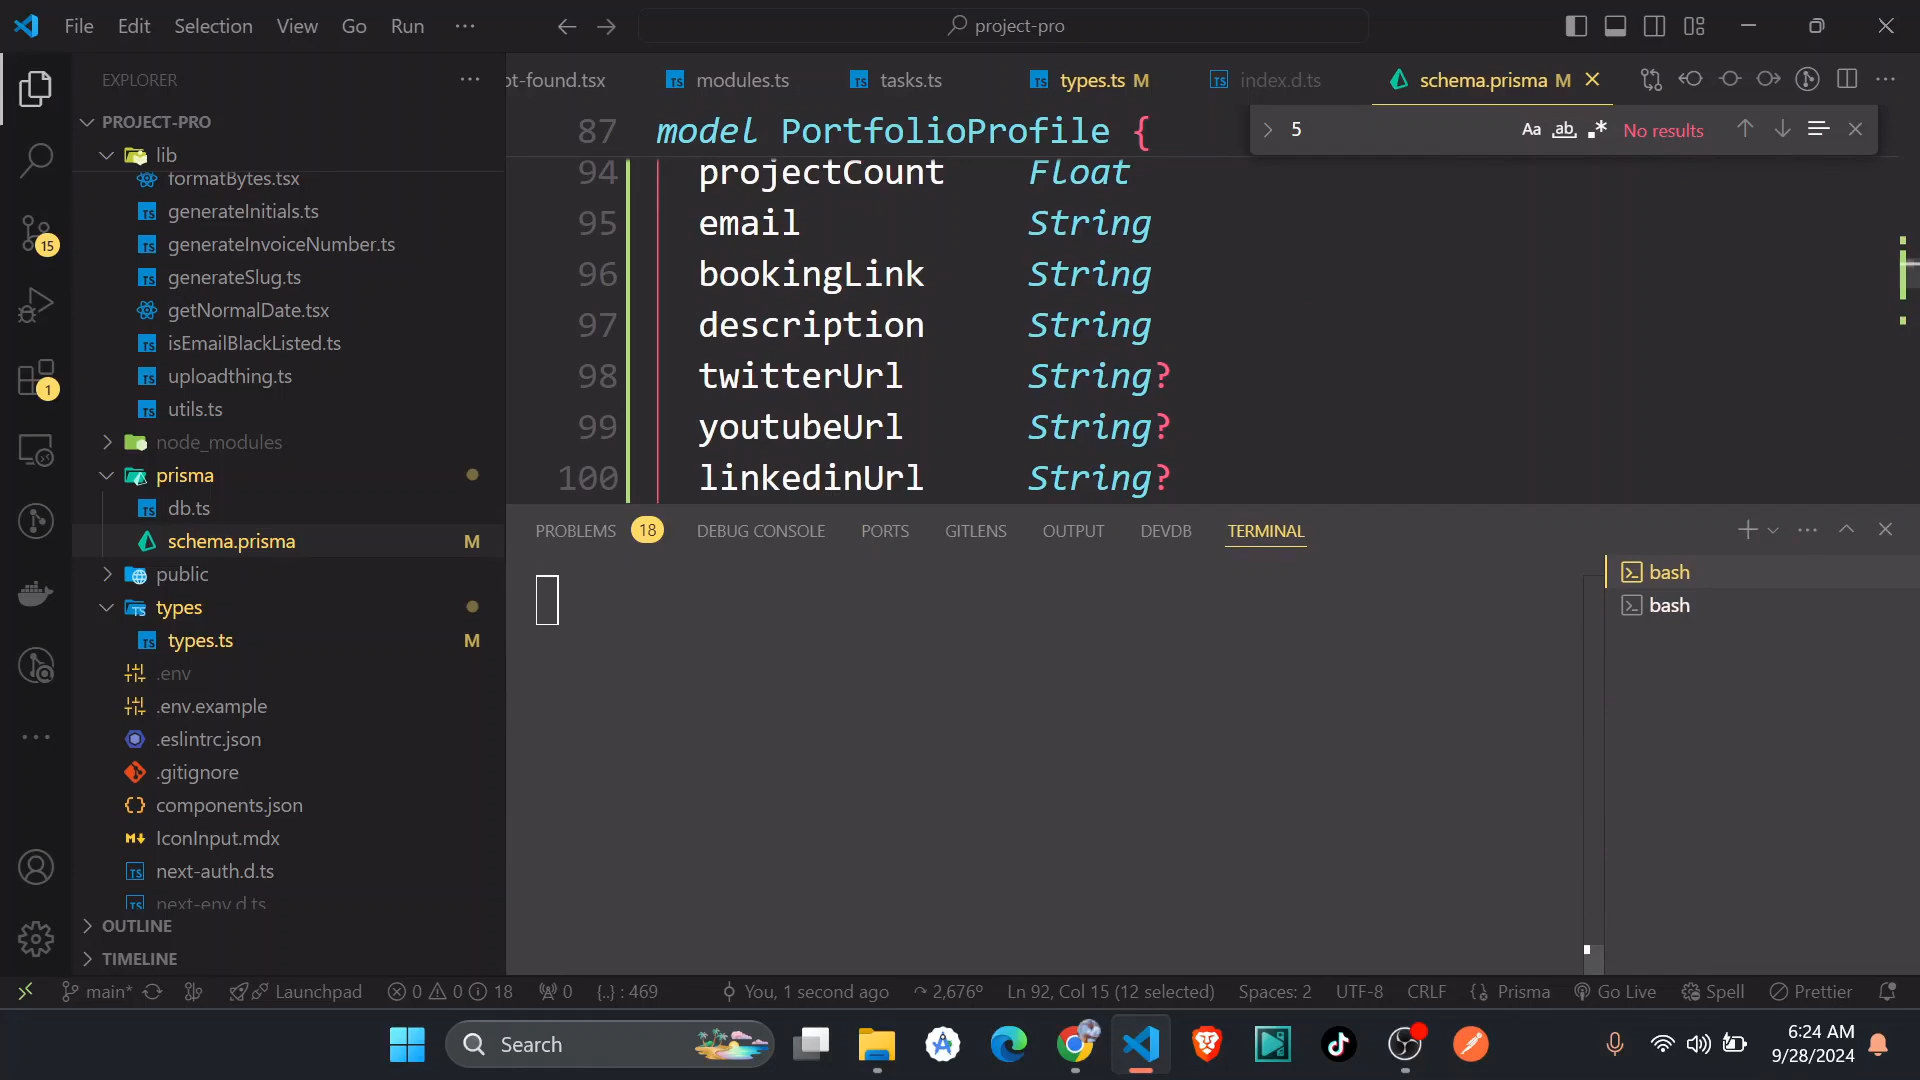 File Edit Selection View Go Run ··· project-pro
EXPLORER
PROJECT-PRO
lib
formatBytes.tsx
generateInitials.ts
generateInvoiceNumber.ts
generateSlug.ts
getNormalDate.tsx
isEmailBlackListed.ts
uploadthing.ts
utils.ts
node_modules
prisma
db.ts
schema.prisma M
public
types
types.ts M
.env
.env.example
.eslintrc.json
.gitignore
components.json
IconInput.mdx
next-auth.d.ts
next-env.d.ts
OUTLINE
TIMELINE
15
1
ot-found.tsx modules.ts tasks.ts types.ts M index.d.ts schema.prisma M
5 Aa ab No results
87 model PortfolioProfile {
94 projectCount Float
95 email String
96 bookingLink String
97 description String
98 twitterUrl String?
99 youtubeUrl String?
100 linkedinUrl String?
PROBLEMS 18 DEBUG CONSOLE PORTS GITLENS OUTPUT DEVDB TERMINAL
bash
bash
main* Launchpad 0 0 18 0 {..} : 469 You, 1 second ago 2,676º Ln 92, Col 15 (12 selected) Spaces: 2 UTF-8 CRLF Prisma Go Live Spell Prettier
Search
6:24 AM
9/28/2024